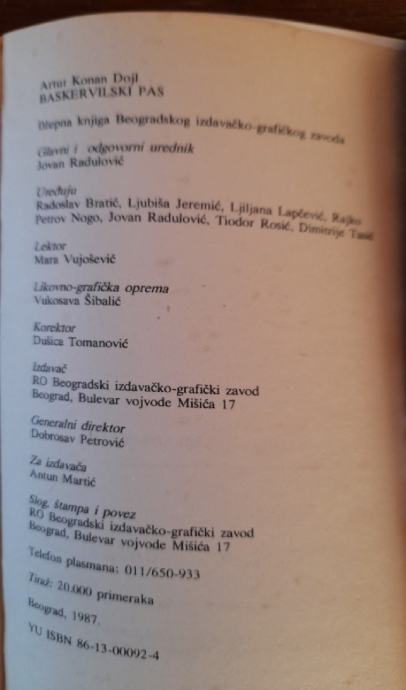 Artur Konan Dojl
BASKERVILSKI PAS
Džepna knjiga Beogradskog izdavačko-grafičkog zavoda
Glavni i odgovorni urednik
Jovan Radulović
Uređuju
Radoslav Bratić, Ljubiša Jeremić, Ljiljana Lapčević, Rajko
Petrov Nogo, Jovan Radulović, Tiodor Rosić, Dimitrije Tasić
Lektor
Mara Vujošević
Likovno-grafička oprema
Vukosava Šibalić
Korektor
Dušica Tomanović
Izdavač
RO Beogradski izdavačko-grafički zavod
Beograd, Bulevar vojvode Mišića 17
Generalni direktor
Dobrosav Petrović
Za izdavača
Antun Martić
Slog, štampa i povez
RO Beogradski izdavačko-grafički zavod
Beograd, Bulevar vojvode Mišića 17
Telefon plasmana: 011/650-933
Tiraž: 20.000 primeraka
Beograd, 1987.
YU ISBN 86-13-00092-4